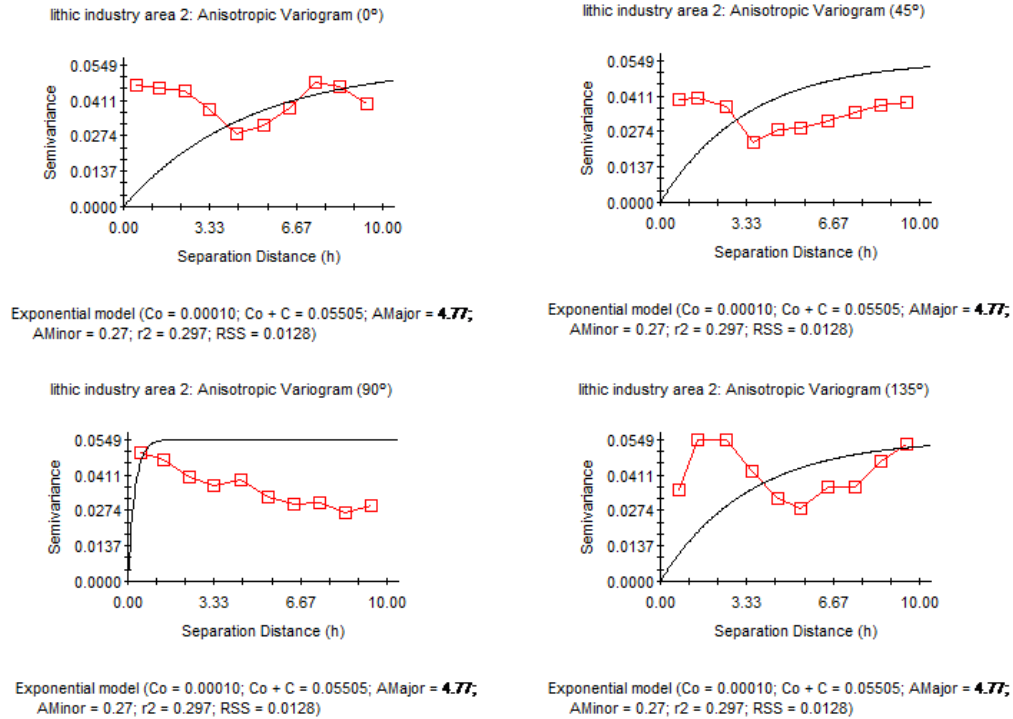 lithic industry area 2: Anisotropic Variogram (0º)
0.0549
0.0411
0.0274
0.0137
0.0000
Semivariance
0.00 3.33 6.67 10.00
Separation Distance (h)
Exponential model (Co = 0.00010; Co + C = 0.05505; AMajor = 4.77;
AMinor = 0.27; r2 = 0.297; RSS = 0.0128)
lithic industry area 2: Anisotropic Variogram (45º)
0.0549
0.0411
0.0274
0.0137
0.0000
Semivariance
0.00 3.33 6.67 10.00
Separation Distance (h)
Exponential model (Co = 0.00010; Co + C = 0.05505; AMajor = 4.77;
AMinor = 0.27; r2 = 0.297; RSS = 0.0128)
lithic industry area 2: Anisotropic Variogram (90º)
0.0549
0.0411
0.0274
0.0137
0.0000
Semivariance
0.00 3.33 6.67 10.00
Separation Distance (h)
Exponential model (Co = 0.00010; Co + C = 0.05505; AMajor = 4.77;
AMinor = 0.27; r2 = 0.297; RSS = 0.0128)
lithic industry area 2: Anisotropic Variogram (135º)
0.0549
0.0411
0.0274
0.0137
0.0000
Semivariance
0.00 3.33 6.67 10.00
Separation Distance (h)
Exponential model (Co = 0.00010; Co + C = 0.05505; AMajor = 4.77;
AMinor = 0.27; r2 = 0.297; RSS = 0.0128)